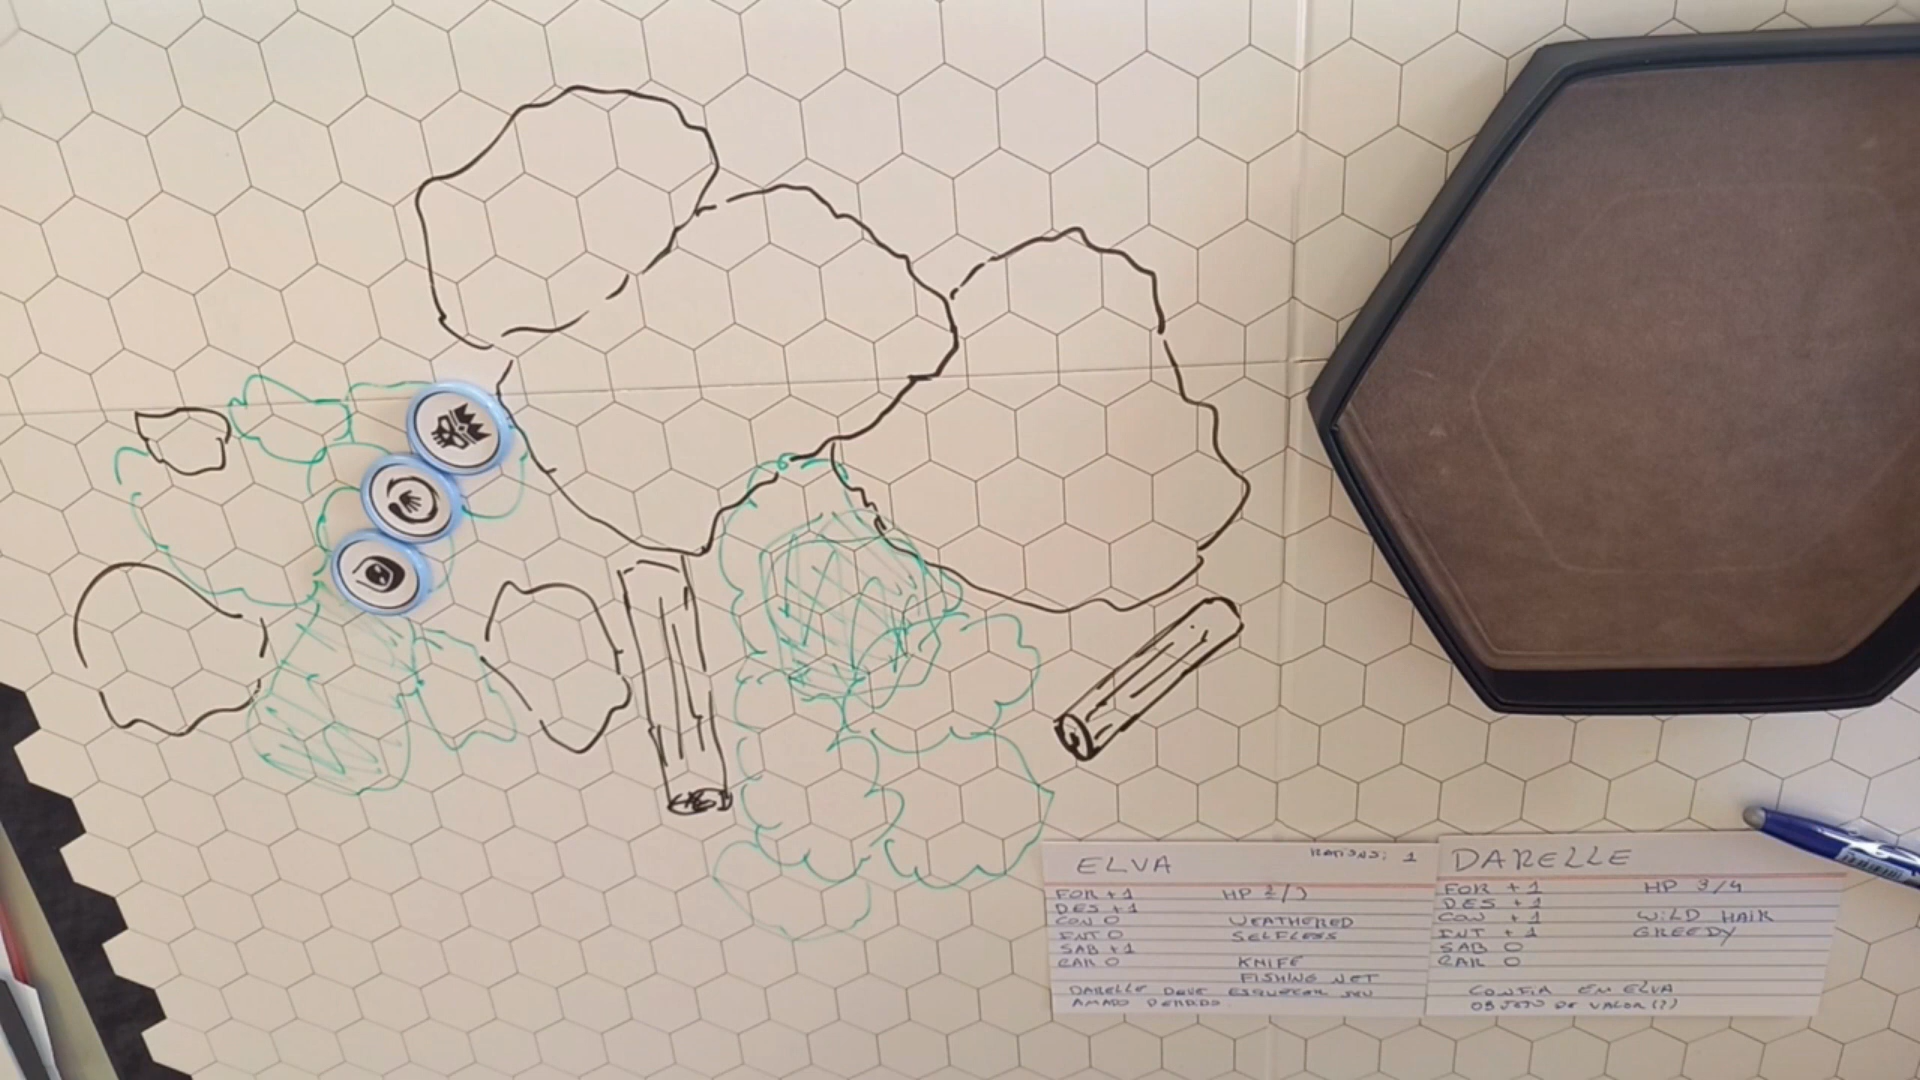 ELVA RATIONS: 1
FOR +1 HP 2/3
DES +1
CON 0 WEATHERED
INT 0 SELFLESS
SAB +1
CAR 0 KNIFE
FISHING NET
DARELLE DEVE ESQUECER SEU
AMADO PERDIDO
DARELLE
FOR +1 HP 3/4
DES +1
CON +1 WILD HAIR
INT +1 GREEDY
SAB 0
CAR 0
CONFIA EM ELVA
OBJETO DE VALOR (?)